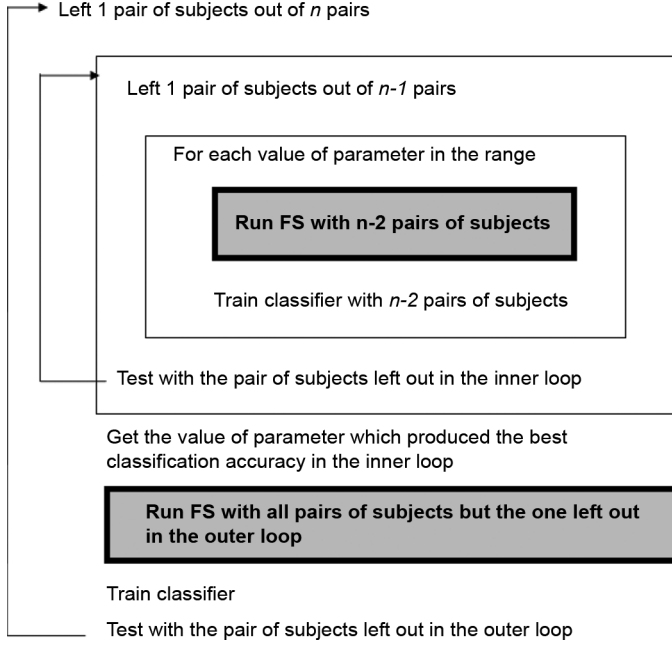 Left 1 pair of subjects out of n pairs
Left 1 pair of subjects out of n-1 pairs
For each value of parameter in the range
Run FS with n-2 pairs of subjects
Train classifier with n-2 pairs of subjects
Test with the pair of subjects left out in the inner loop
Get the value of parameter which produced the best
classification accuracy in the inner loop
Run FS with all pairs of subjects but the one left out
in the outer loop
Train classifier
Test with the pair of subjects left out in the outer loop